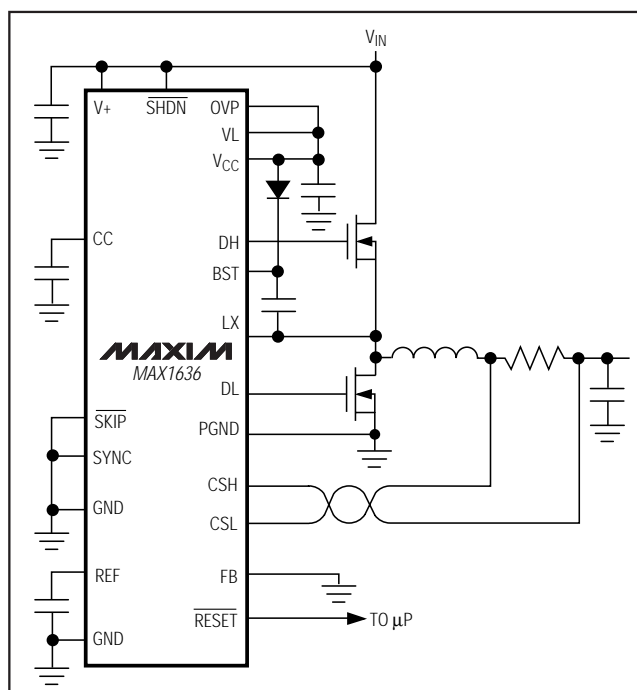 V_IN
V+
SHDN
OVP
VL
V_CC
CC
DH
BST
LX
MAXIM
MAX1636
DL
SKIP
PGND
SYNC
CSH
GND
CSL
REF
FB
RESET
TO μP
GND